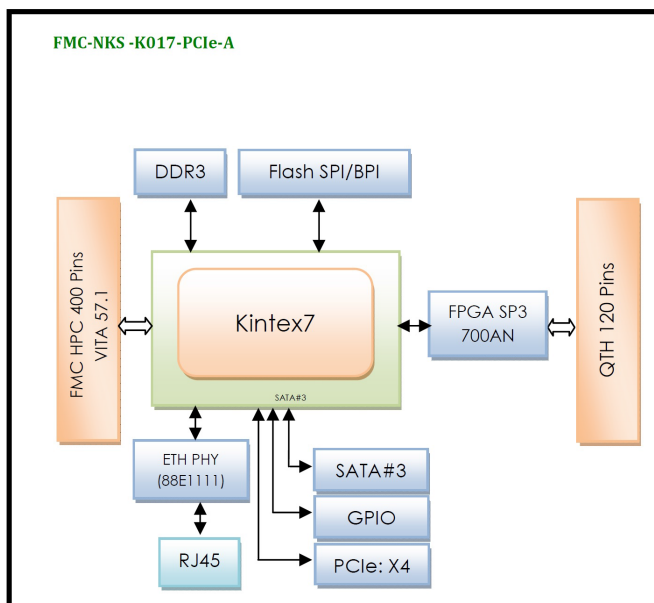 FMC-NKS -K017-PCIe-A
DDR3
Flash SPI/BPI
FMC HPC 400 Pins
VITA 57.1
Kintex7
SATA#3
FPGA SP3
700AN
QTH 120 Pins
ETH PHY
(88E1111)
RJ45
SATA#3
GPIO
PCIe: X4